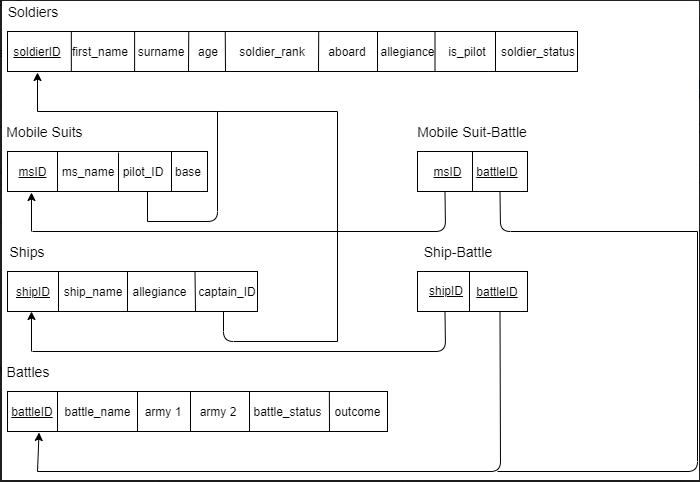 Soldiers
soldierID first_name surname age soldier_rank aboard allegiance is_pilot soldier_status
Mobile Suits
msID ms_name pilot_ID base
Mobile Suit-Battle
msID battleID
Ships
shipID ship_name allegiance captain_ID
Ship-Battle
shipID battleID
Battles
battleID battle_name army 1 army 2 battle_status outcome